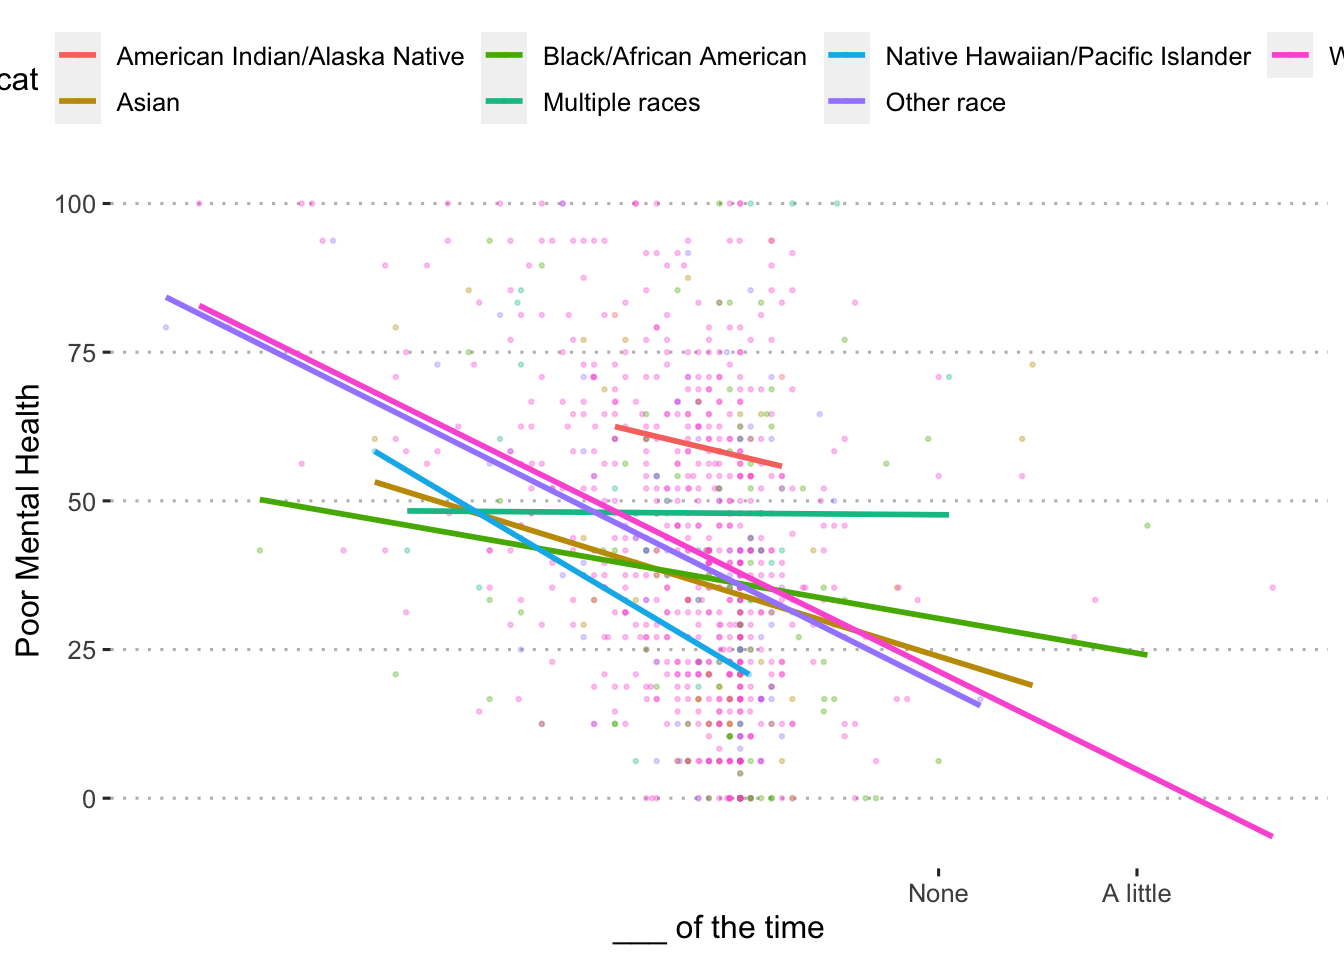 cat
American Indian/Alaska Native
Black/African American
Native Hawaiian/Pacific Islander
Asian
Multiple races
Other race
100
75
50
25
0
Poor Mental Health
None
A little
___ of the time